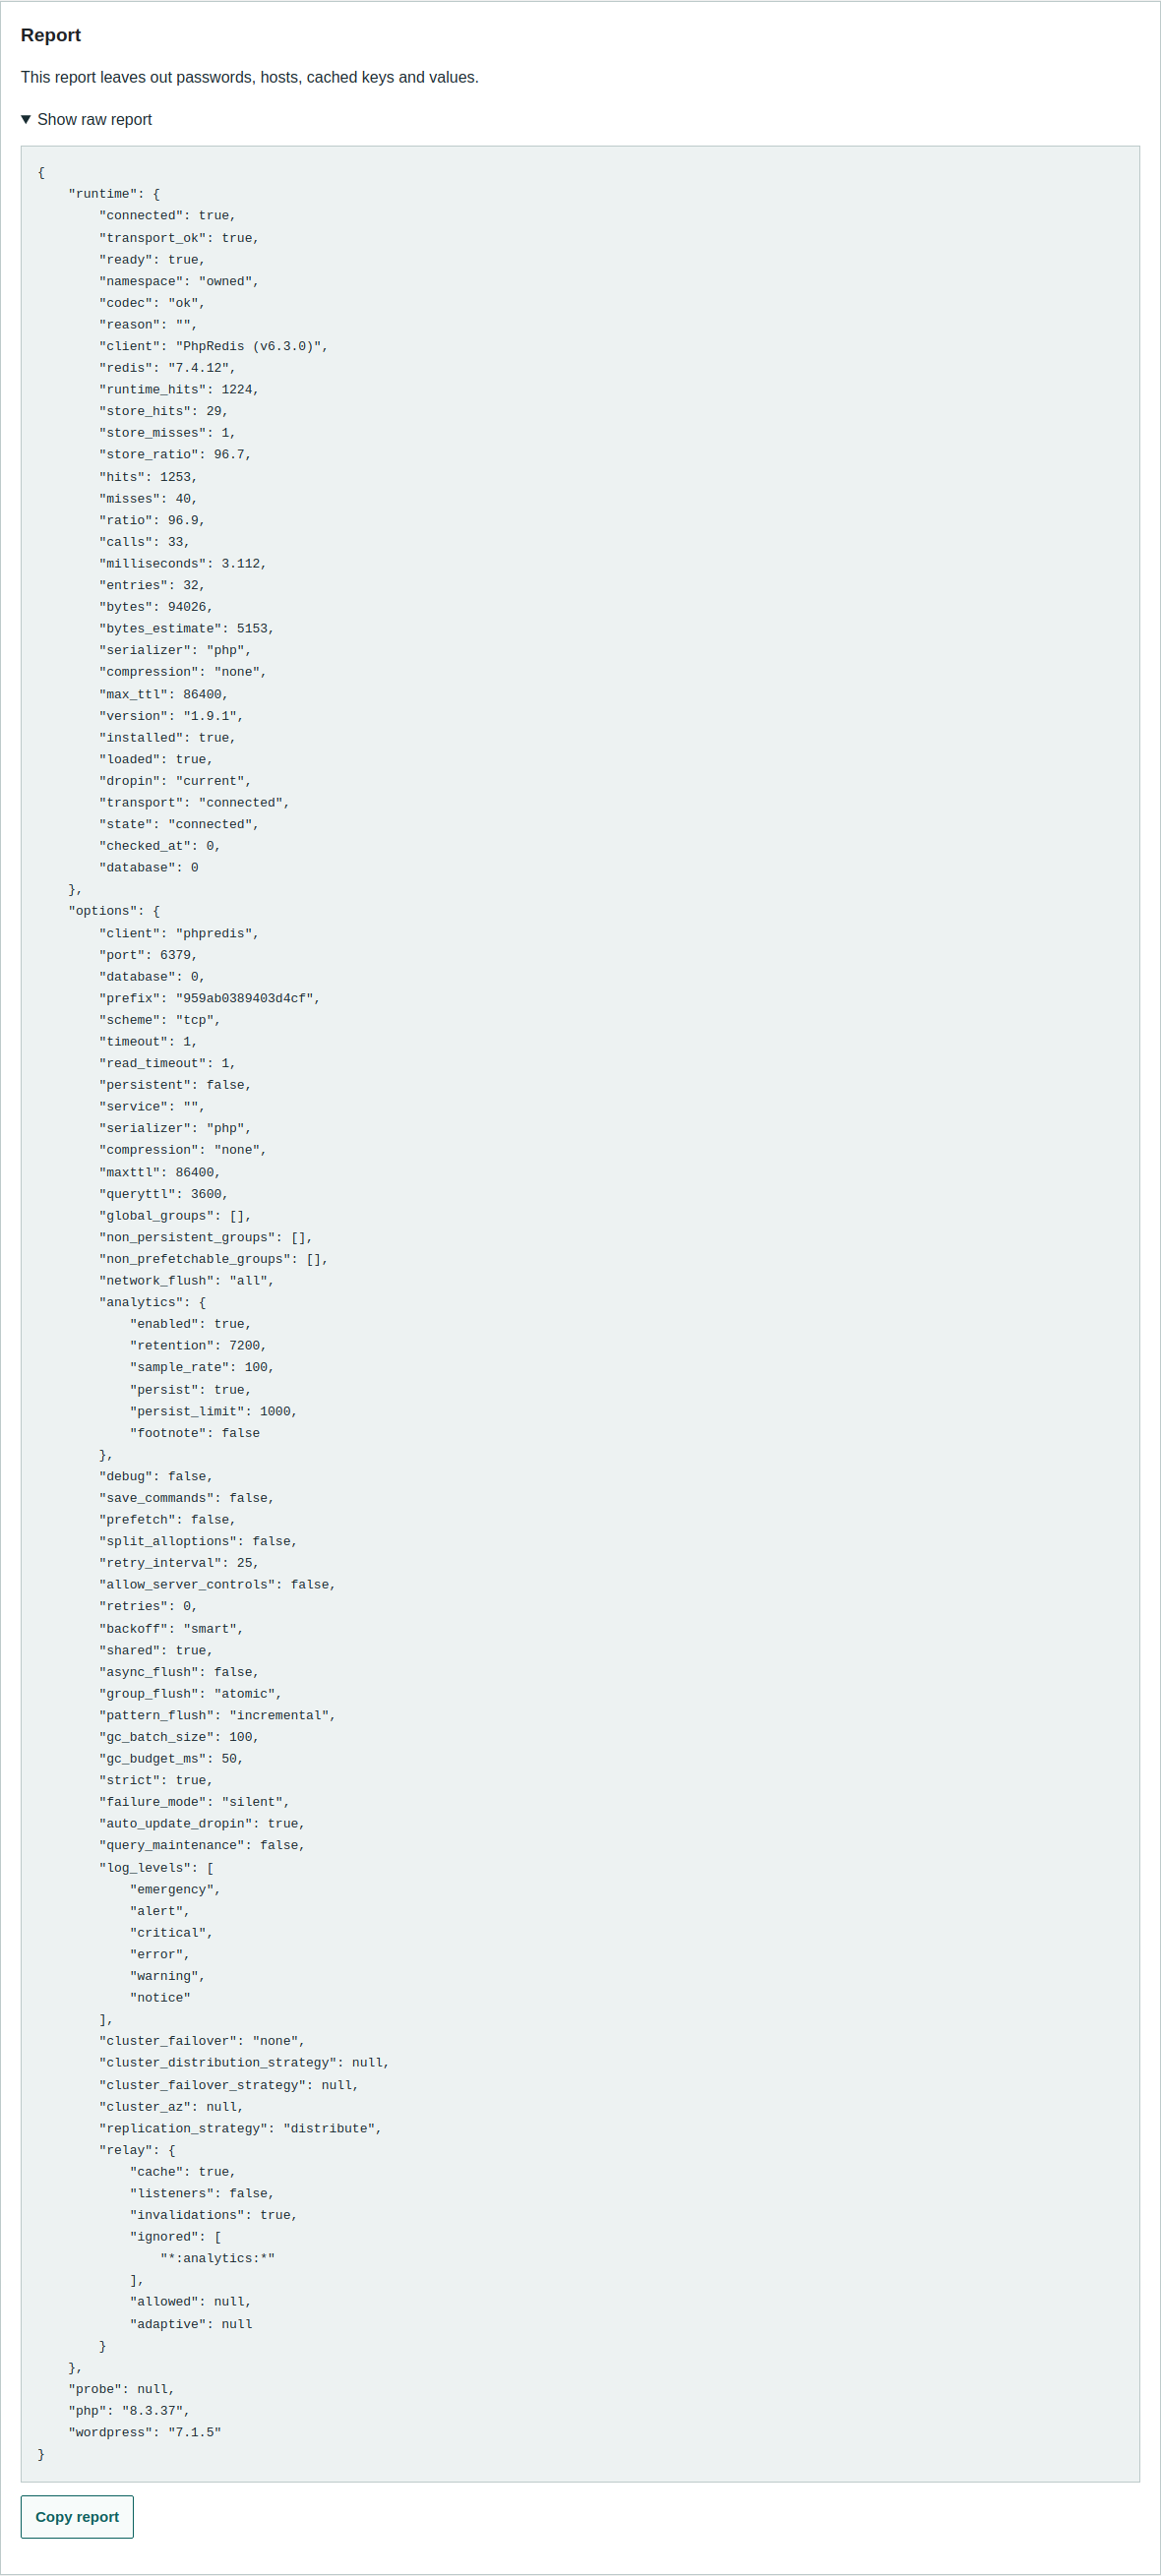 Report
This report leaves out passwords, hosts, cached keys and values.
▼ Show raw report
{
    "runtime": {
        "connected": true,
        "transport_ok": true,
        "ready": true,
        "namespace": "owned",
        "codec": "ok",
        "reason": "",
        "client": "PhpRedis (v6.3.0)",
        "redis": "7.4.12",
        "runtime_hits": 1224,
        "store_hits": 29,
        "store_misses": 1,
        "store_ratio": 96.7,
        "hits": 1253,
        "misses": 40,
        "ratio": 96.9,
        "calls": 33,
        "milliseconds": 3.112,
        "entries": 32,
        "bytes": 94026,
        "bytes_estimate": 5153,
        "serializer": "php",
        "compression": "none",
        "max_ttl": 86400,
        "version": "1.9.1",
        "installed": true,
        "loaded": true,
        "dropin": "current",
        "transport": "connected",
        "state": "connected",
        "checked_at": 0,
        "database": 0
    },
    "options": {
        "client": "phpredis",
        "port": 6379,
        "database": 0,
        "prefix": "959ab0389403d4cf",
        "scheme": "tcp",
        "timeout": 1,
        "read_timeout": 1,
        "persistent": false,
        "service": "",
        "serializer": "php",
        "compression": "none",
        "maxttl": 86400,
        "queryttl": 3600,
        "global_groups": [],
        "non_persistent_groups": [],
        "non_prefetchable_groups": [],
        "network_flush": "all",
        "analytics": {
            "enabled": true,
            "retention": 7200,
            "sample_rate": 100,
            "persist": true,
            "persist_limit": 1000,
            "footnote": false
        },
        "debug": false,
        "save_commands": false,
        "prefetch": false,
        "split_alloptions": false,
        "retry_interval": 25,
        "allow_server_controls": false,
        "retries": 0,
        "backoff": "smart",
        "shared": true,
        "async_flush": false,
        "group_flush": "atomic",
        "pattern_flush": "incremental",
        "gc_batch_size": 100,
        "gc_budget_ms": 50,
        "strict": true,
        "failure_mode": "silent",
        "auto_update_dropin": true,
        "query_maintenance": false,
        "log_levels": [
            "emergency",
            "alert",
            "critical",
            "error",
            "warning",
            "notice"
        ],
        "cluster_failover": "none",
        "cluster_distribution_strategy": null,
        "cluster_failover_strategy": null,
        "cluster_az": null,
        "replication_strategy": "distribute",
        "relay": {
            "cache": true,
            "listeners": false,
            "invalidations": true,
            "ignored": [
                "*:analytics:*"
            ],
            "allowed": null,
            "adaptive": null
        }
    },
    "probe": null,
    "php": "8.3.37",
    "wordpress": "7.1.5"
}
Copy report